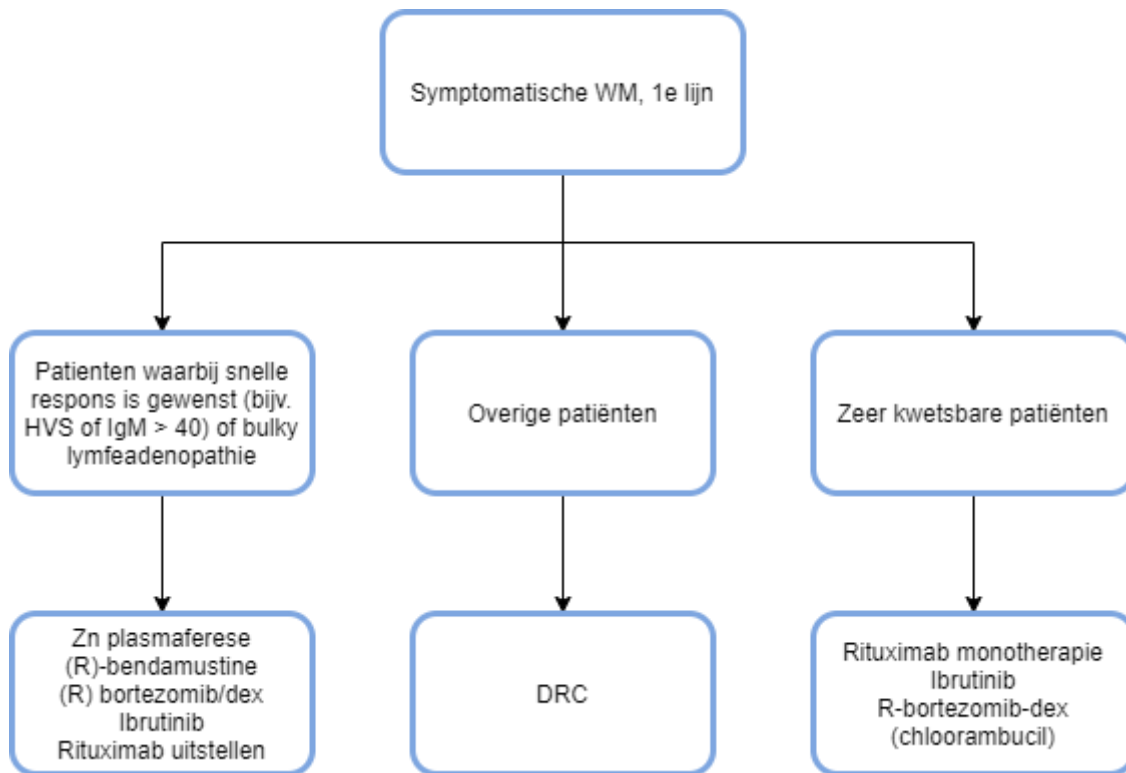 Symptomatische WM, 1e lijn
Patienten waarbij snelle
respons is gewenst (bijv.
HVS of IgM > 40) of bulky
lymfeadenopathie
Overige patiënten
Zeer kwetsbare patiënten
Zn plasmaferese
(R)-bendamustine
(R) bortezomib/dex
Ibrutinib
Rituximab uitstellen
DRC
Rituximab monotherapie
Ibrutinib
R-bortezomib-dex
(chloorambucil)